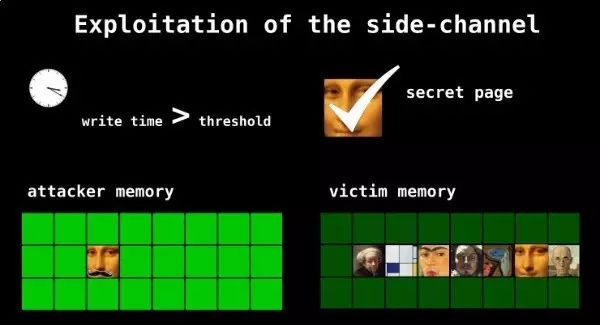 Exploitation of the side-channel
write time > threshold
secret page
attacker memory
victim memory